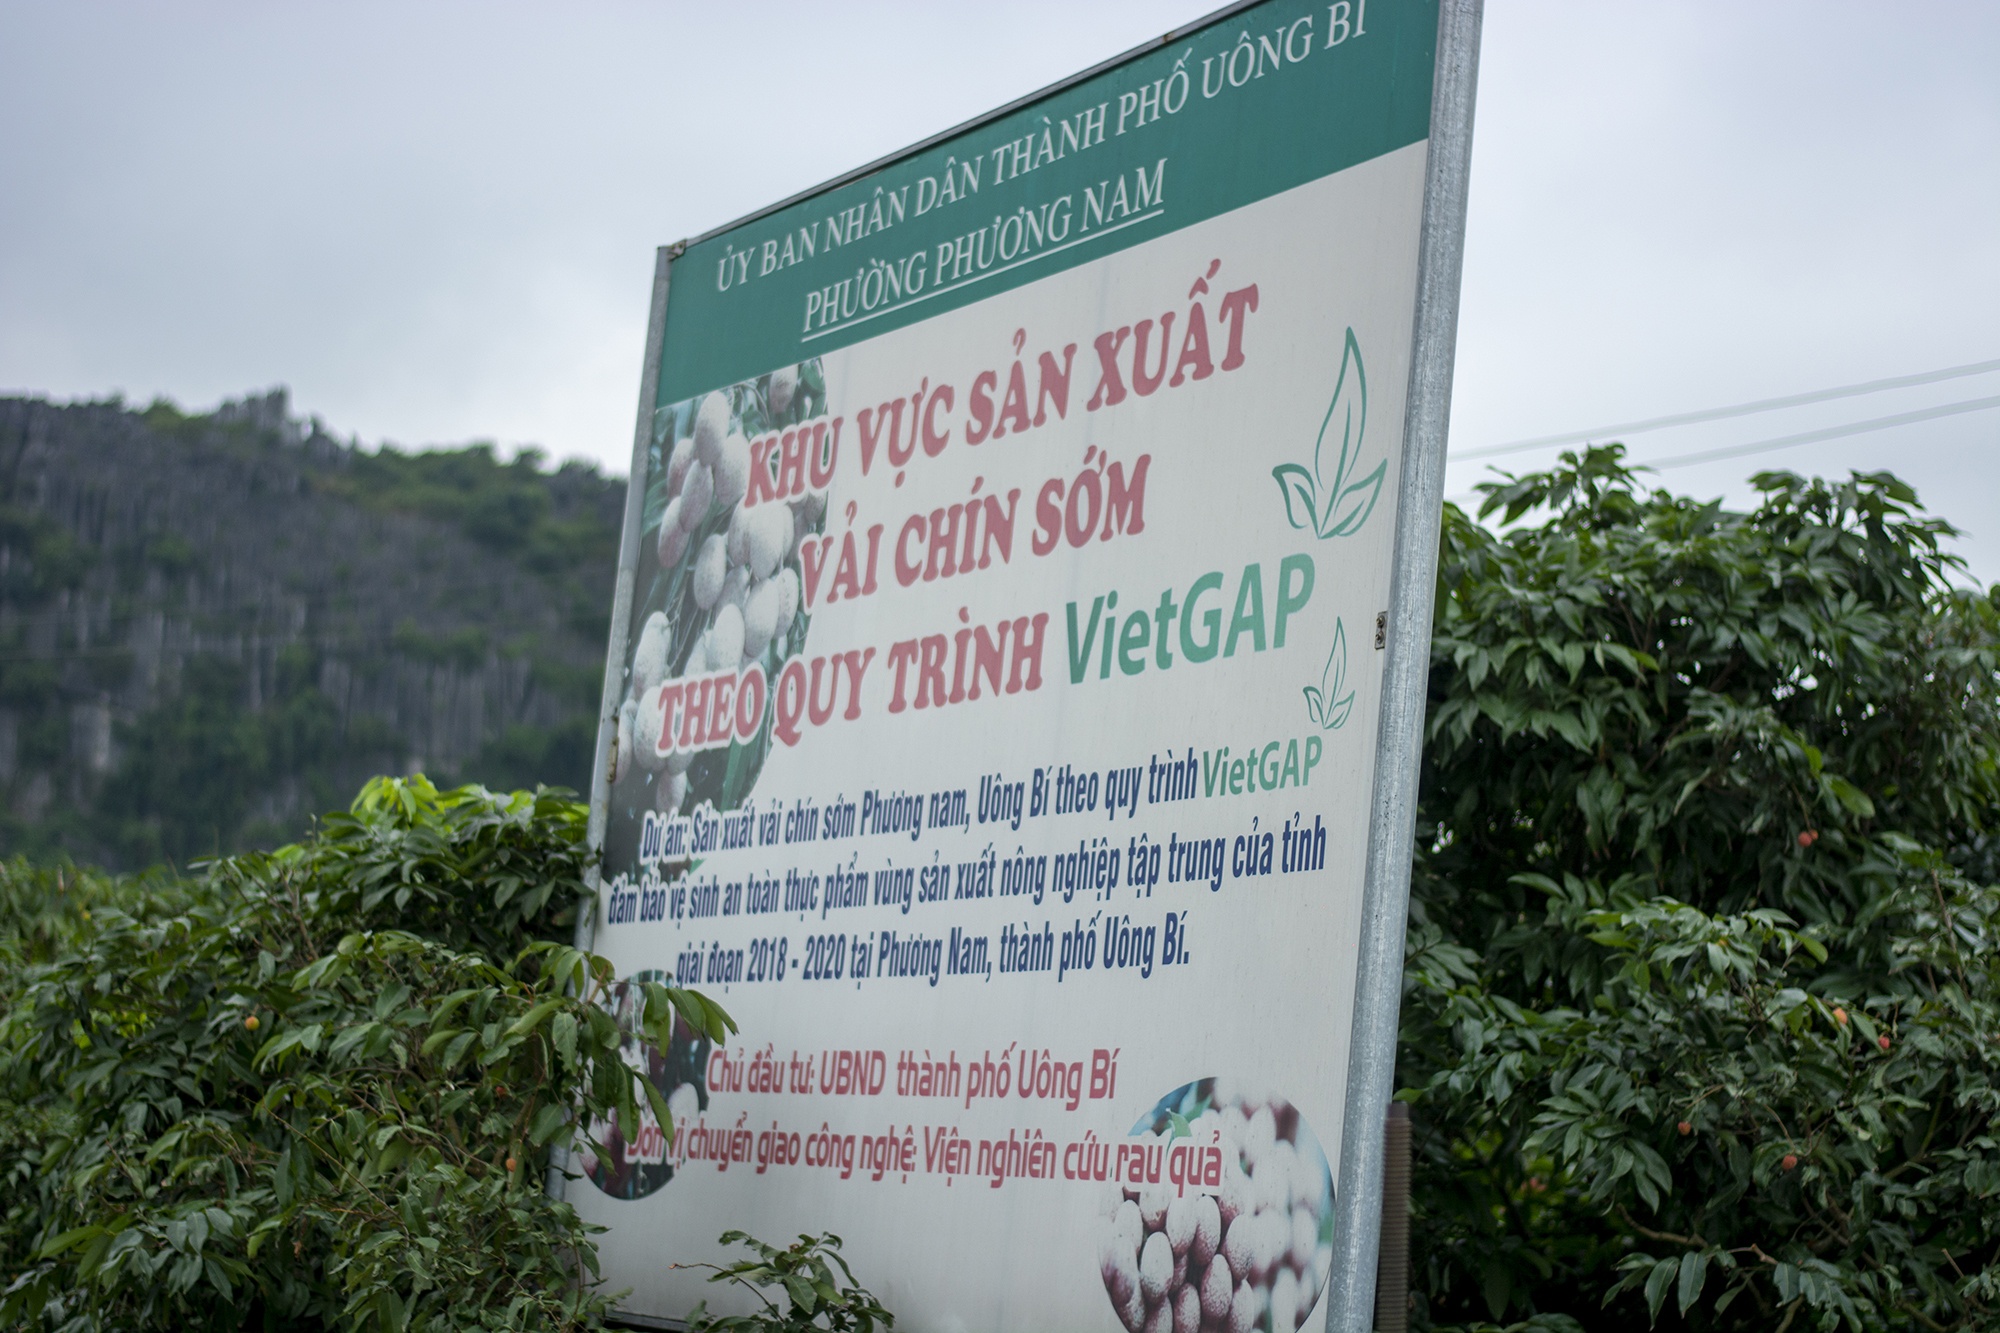 ỦY BAN NHÂN DÂN THÀNH PHỐ UÔNG BÍ
PHƯỜNG PHƯƠNG NAM
KHU VỰC SẢN XUẤT
VẢI CHÍN SỚM
THEO QUY TRÌNH VietGAP
Dự án: Sản xuất vải chín sớm Phương nam, Uông Bí theo quy trình VietGAP
đảm bảo vệ sinh an toàn thực phẩm vùng sản xuất nông nghiệp tập trung của tỉnh
giai đoạn 2018 - 2020 tại Phương Nam, thành phố Uông Bí.
Chủ đầu tư: UBND thành phố Uông Bí
Đơn vị chuyển giao công nghệ: Viện nghiên cứu rau quả